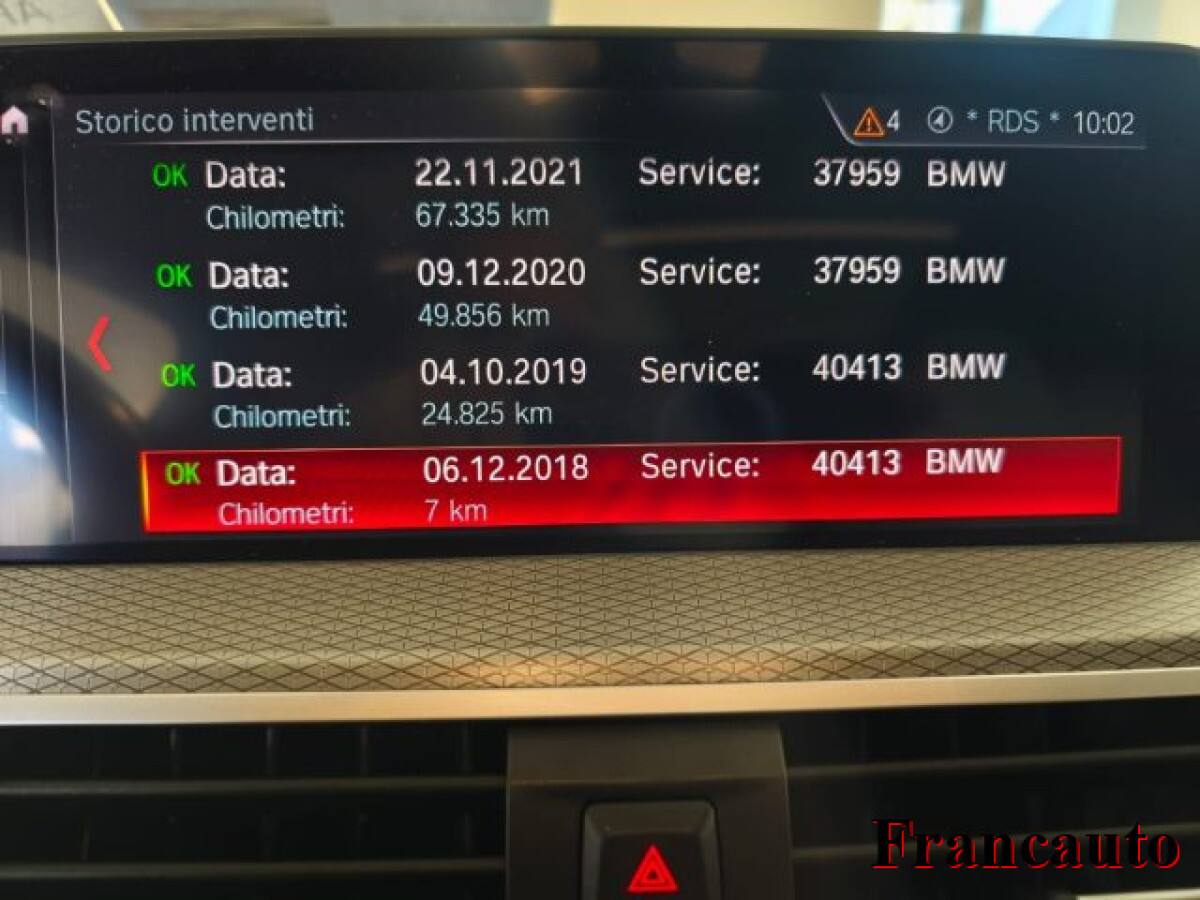 Storico interventi
4 * RDS * 10:02
OK Data: 22.11.2021 Service: 37959 BMW
Chilometri: 67.335 km
OK Data: 09.12.2020 Service: 37959 BMW
Chilometri: 49.856 km
OK Data: 04.10.2019 Service: 40413 BMW
Chilometri: 24.825 km
OK Data: 06.12.2018 Service: 40413 BMW
Chilometri: 7 km
Francauto